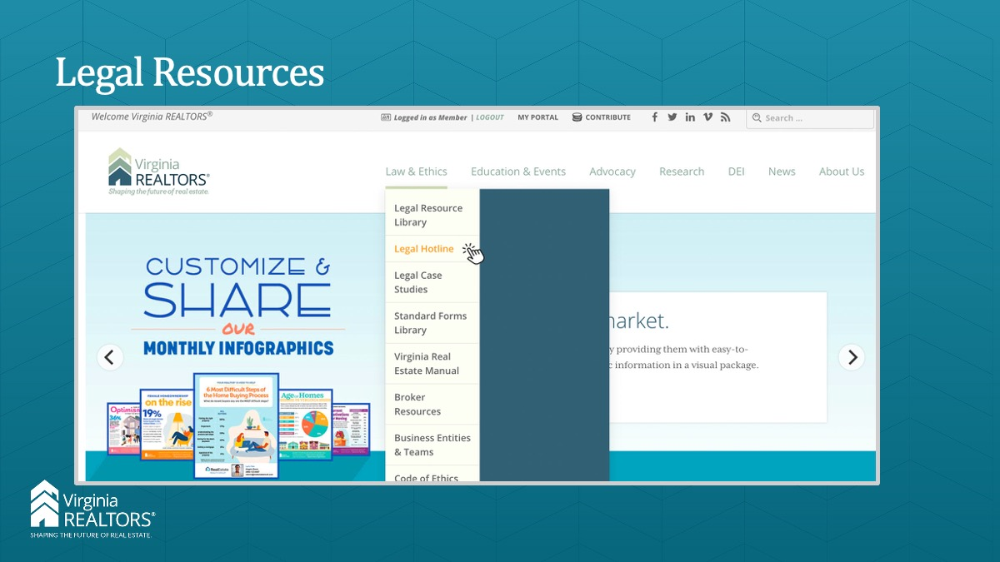 Legal Resources
Welcome Virginia REALTORS®
Logged in as Member | LOGOUT
MY PORTAL
CONTRIBUTE
Search ...
Virginia
REALTORS®
Shaping the future of real estate.
Law & Ethics
Education & Events
Advocacy
Research
DEI
News
About Us
Legal Resource
Library
Legal Hotline
Legal Case
Studies
Standard Forms
Library
Virginia Real
Estate Manual
Broker
Resources
Business Entities
& Teams
Code of Ethics
CUSTOMIZE &
SHARE
OUR
MONTHLY INFOGRAPHICS
36%
on the rise
19%
6 Most Difficult Steps of
the Home Buying Process
Age of Homes
RealEstate
market.
y providing them with easy-to-
c information in a visual package.
Virginia
REALTORS®
SHAPING THE FUTURE OF REAL ESTATE.